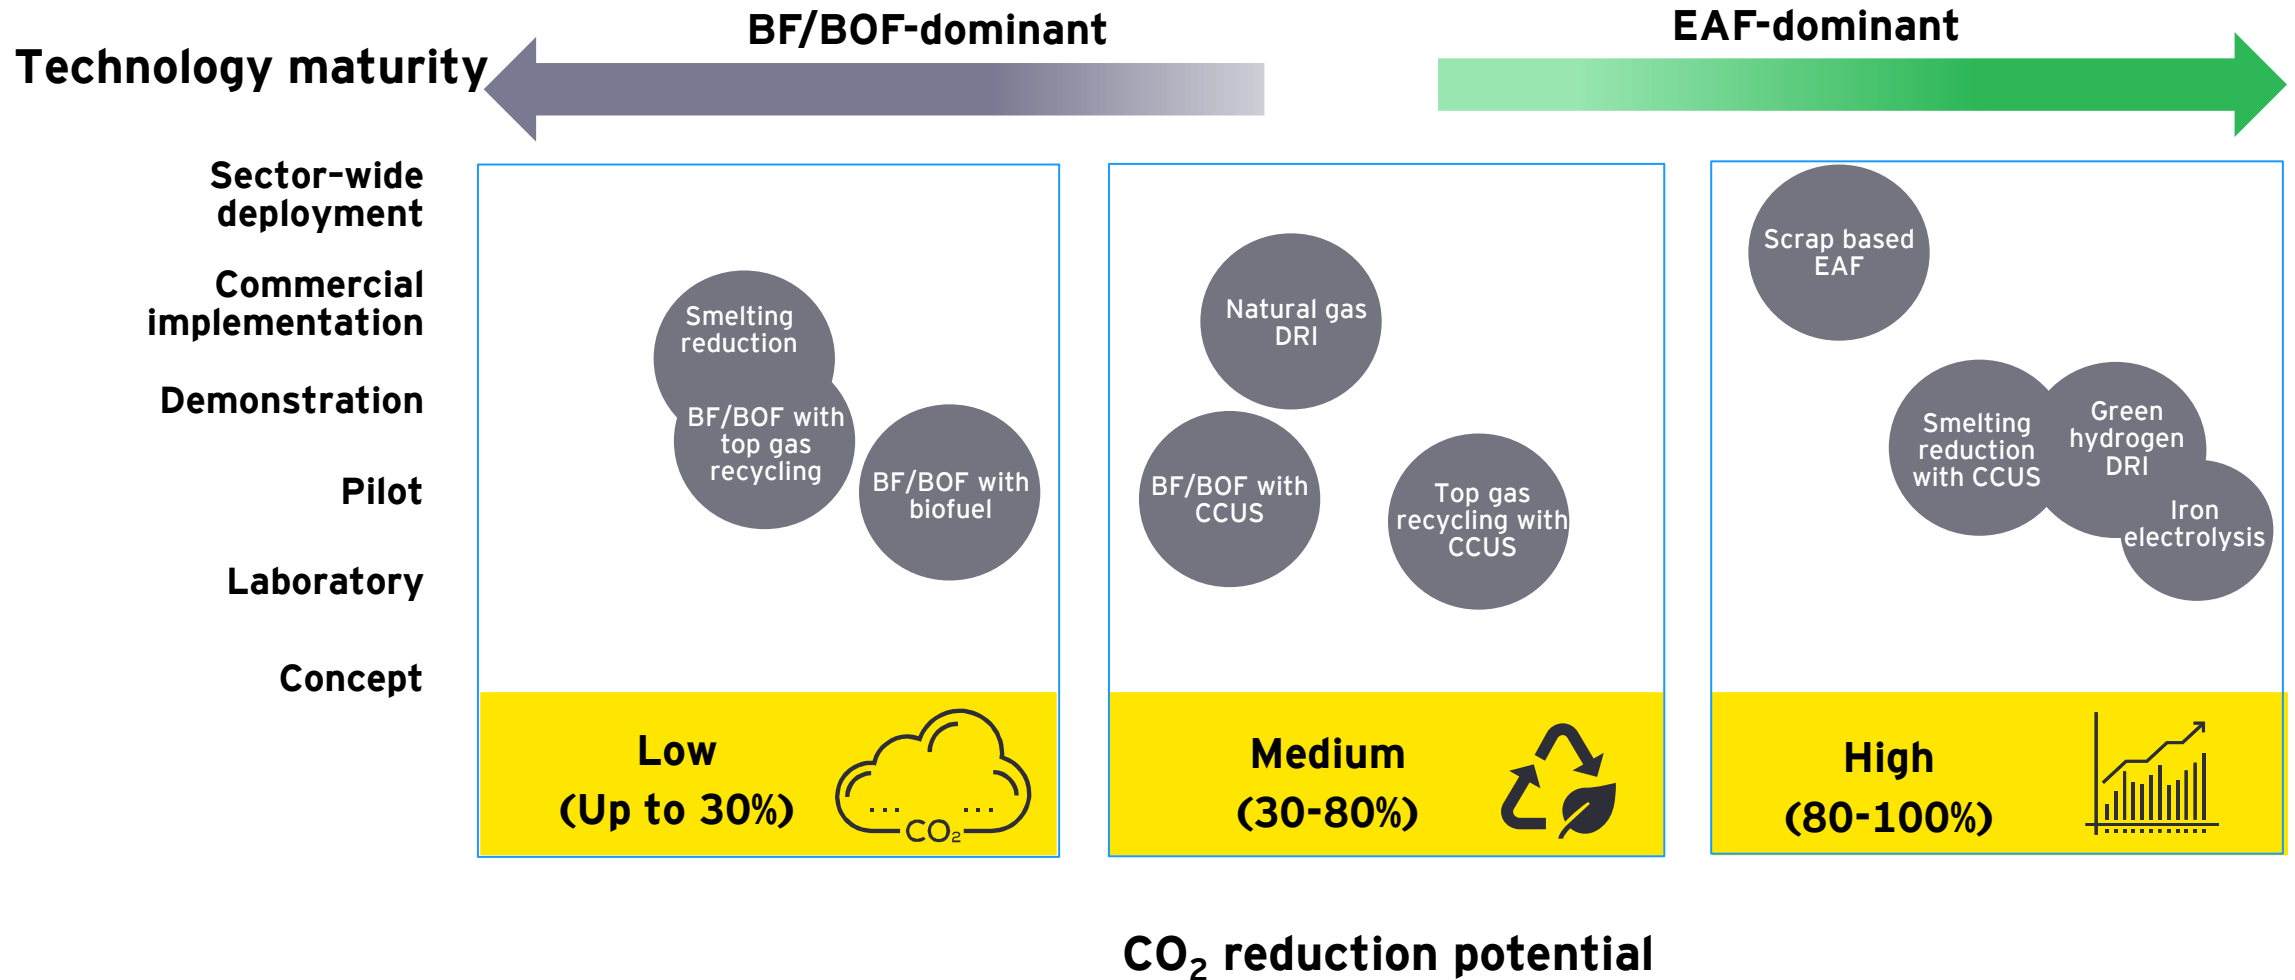 BF/BOF-dominant
EAF-dominant
Technology maturity
Sector-wide
deployment
Commercial
implementation
Demonstration
Pilot
Laboratory
Concept
Smelting
reduction
BF/BOF with
top gas
recycling
BF/BOF with
biofuel
Natural gas
DRI
BF/BOF with
CCUS
Top gas
recycling with
CCUS
Scrap based
EAF
Smelting
reduction
with CCUS
Green
hydrogen
DRI
Iron
electrolysis
Low
(Up to 30%)
CO₂
Medium
(30-80%)
High
(80-100%)
CO₂ reduction potential